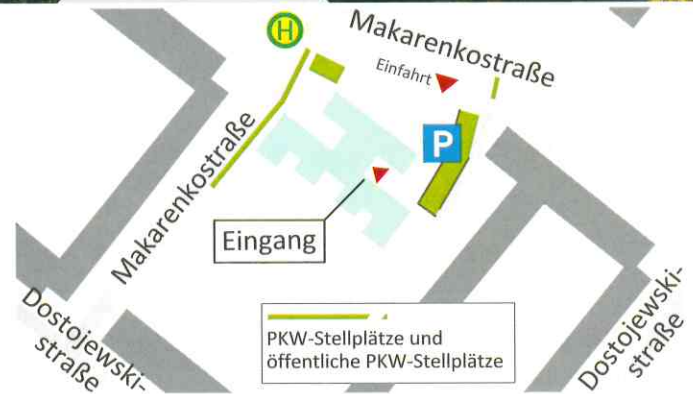 H
Makarenkostraße
Einfahrt
P
Makarenkostraße
Eingang
Dostojewski-
straße
PKW-Stellplätze und
öffentliche PKW-Stellplätze
Dostojewski-
straße